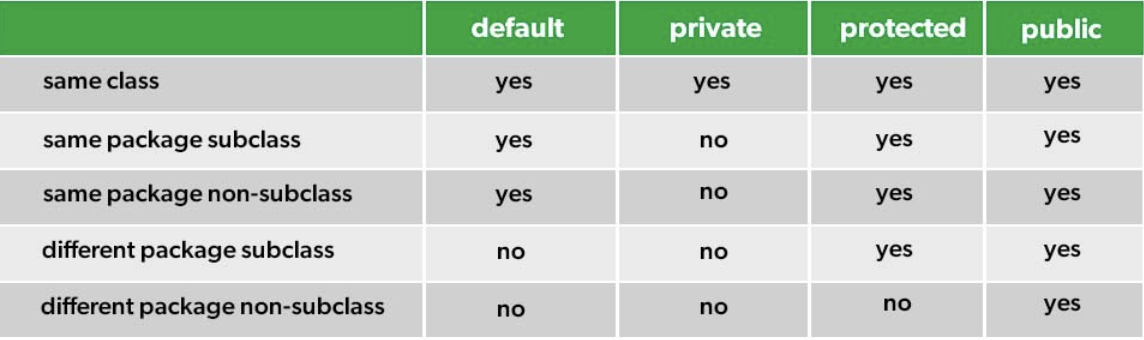 default private protected public
same class yes yes yes yes
same package subclass yes no yes yes
same package non-subclass yes no yes yes
different package subclass no no yes yes
different package non-subclass no no no yes